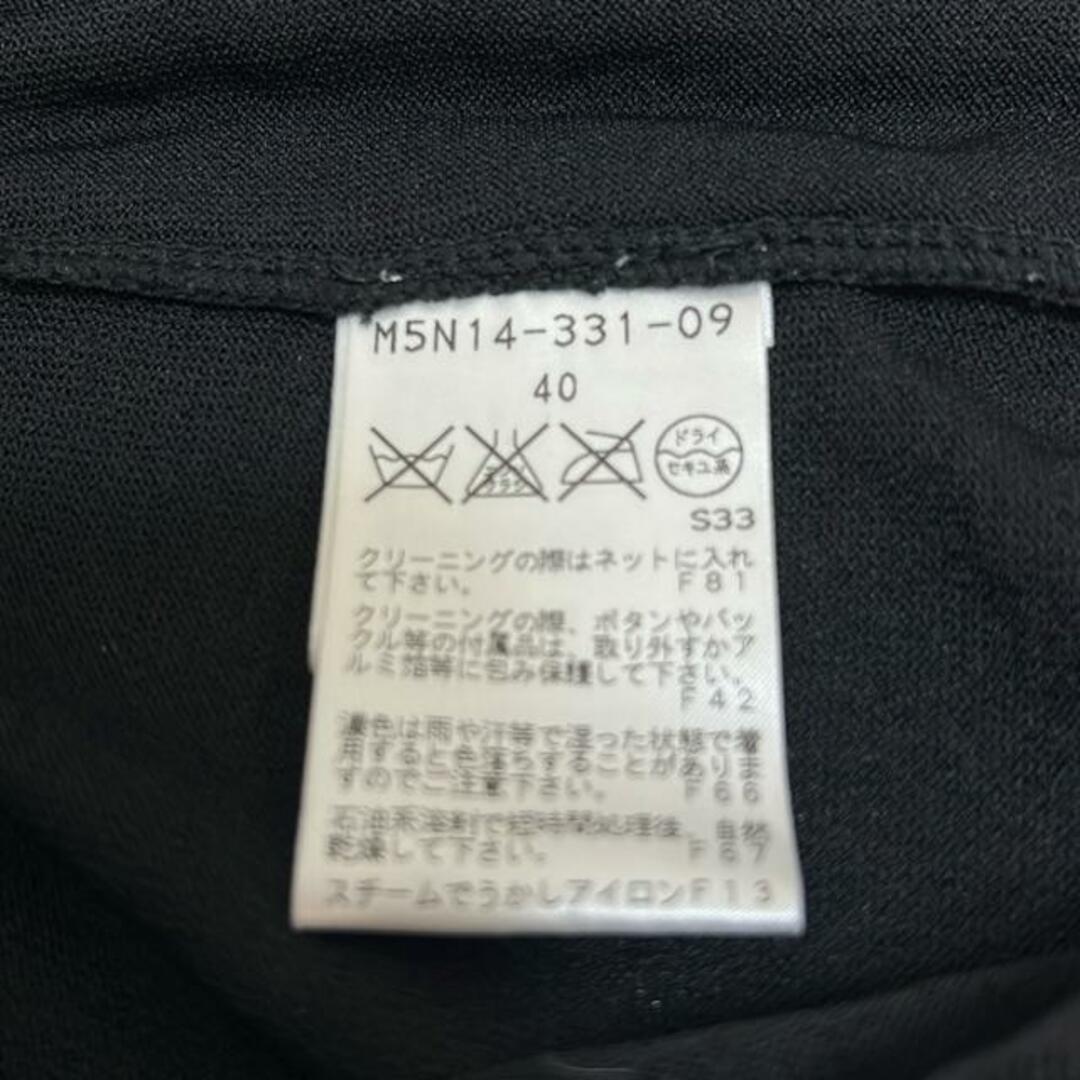 M5N14-331-09
40
エンソ
サラシ
ドライ
セキユ系
S33
クリーニングの際はネットに入れ
て下さい。 F81
クリーニングの際、ボタンやバッ
クル等の付属品は、取り外すかア
ルミ箔等に包み保護して下さい。
F42
濃色は雨や汗等で湿った状態で着
用すると色落ちすることがありま
すのでご注意下さい。 F66
石油系溶剤で短時間処理後、自然
乾燥して下さい。 F67
スチームでうかしアイロンF13